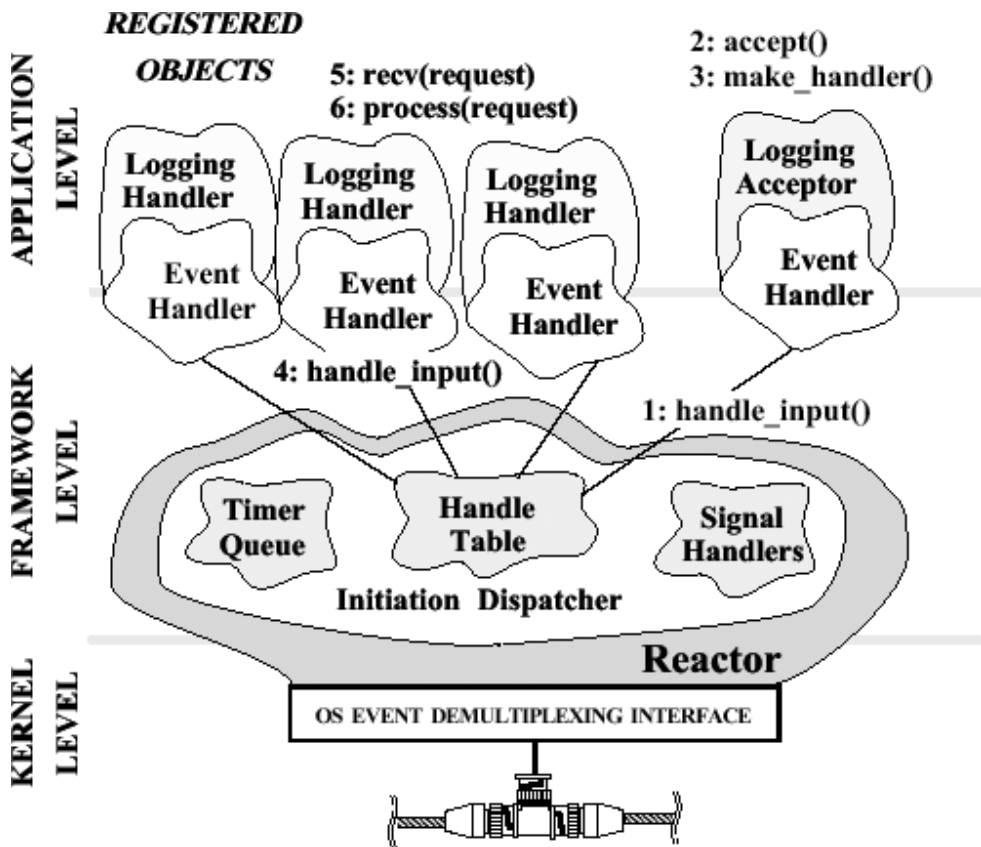 REGISTERED
OBJECTS
2: accept()
3: make_handler()
5: recv(request)
6: process(request)
APPLICATION
LEVEL
Logging
Handler
Event
Handler
Logging
Handler
Event
Handler
Logging
Handler
Event
Handler
Logging
Acceptor
Event
Handler
4: handle_input()
1: handle_input()
FRAMEWORK
LEVEL
Timer
Queue
Handle
Table
Signal
Handlers
Initiation Dispatcher
Reactor
KERNEL
LEVEL
OS EVENT DEMULTIPLEXING INTERFACE